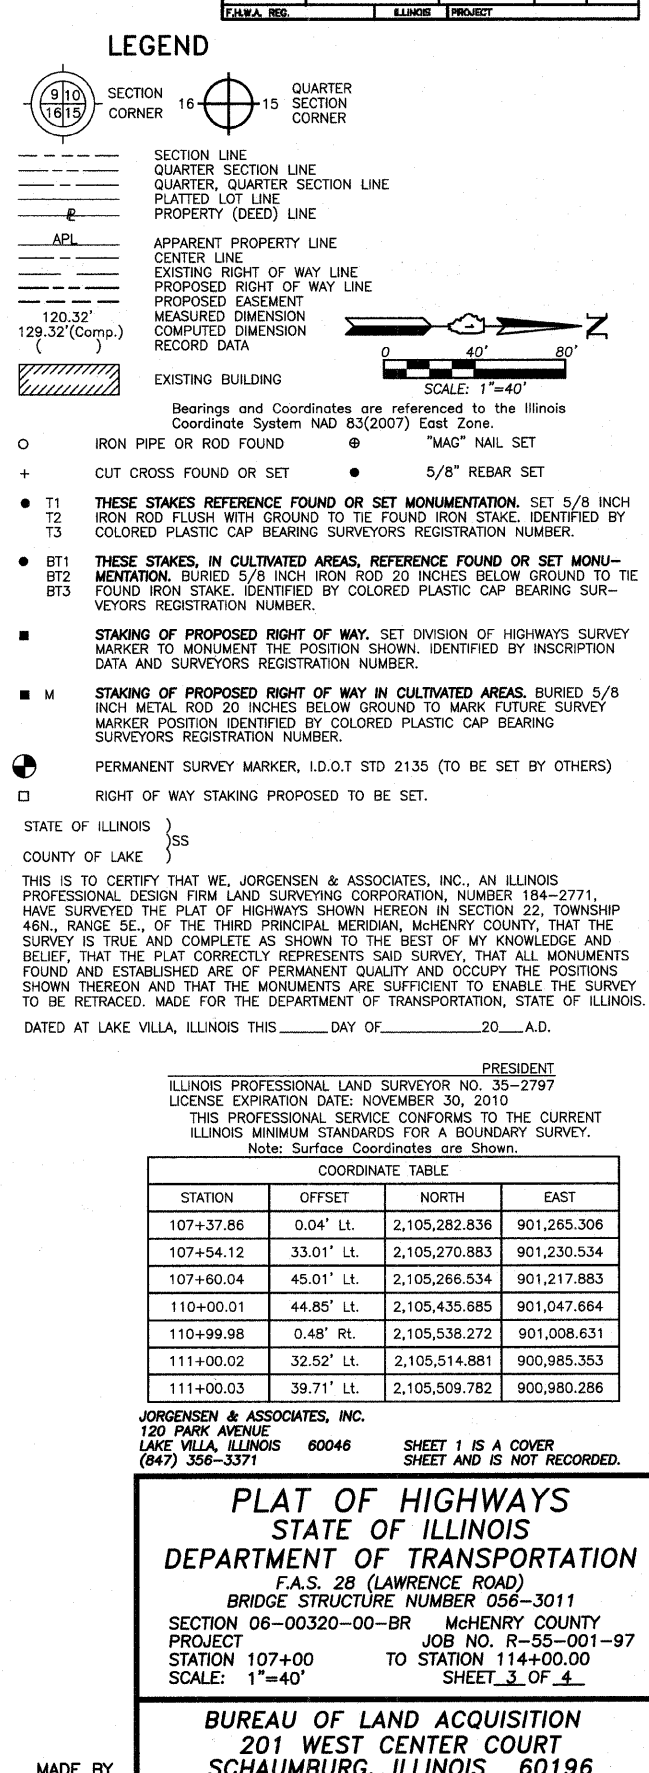 F.H.W.A. REG. ILLINOIS PROJECT
LEGEND
9 10
16 15
SECTION
CORNER
16 15
QUARTER
SECTION
CORNER
SECTION LINE
QUARTER SECTION LINE
QUARTER, QUARTER SECTION LINE
PLATTED LOT LINE
PROPERTY (DEED) LINE
APL APPARENT PROPERTY LINE
CENTER LINE
EXISTING RIGHT OF WAY LINE
PROPOSED RIGHT OF WAY LINE
PROPOSED EASEMENT
120.32' MEASURED DIMENSION
129.32'(Comp.) COMPUTED DIMENSION
( ) RECORD DATA
N
0 40' 80'
SCALE: 1"=40'
EXISTING BUILDING
Bearings and Coordinates are referenced to the Illinois
Coordinate System NAD 83(2007) East Zone.
IRON PIPE OR ROD FOUND "MAG" NAIL SET
CUT CROSS FOUND OR SET 5/8" REBAR SET
T1 THESE STAKES REFERENCE FOUND OR SET MONUMENTATION. SET 5/8 INCH
T2 IRON ROD FLUSH WITH GROUND TO TIE FOUND IRON STAKE. IDENTIFIED BY
T3 COLORED PLASTIC CAP BEARING SURVEYORS REGISTRATION NUMBER.
BT1 THESE STAKES, IN CULTIVATED AREAS, REFERENCE FOUND OR SET MONU-
BT2 MENTATION. BURIED 5/8 INCH IRON ROD 20 INCHES BELOW GROUND TO TIE
BT3 FOUND IRON STAKE. IDENTIFIED BY COLORED PLASTIC CAP BEARING SUR-
VEYORS REGISTRATION NUMBER.
STAKING OF PROPOSED RIGHT OF WAY. SET DIVISION OF HIGHWAYS SURVEY
MARKER TO MONUMENT THE POSITION SHOWN. IDENTIFIED BY INSCRIPTION
DATA AND SURVEYORS REGISTRATION NUMBER.
M STAKING OF PROPOSED RIGHT OF WAY IN CULTIVATED AREAS. BURIED 5/8
INCH METAL ROD 20 INCHES BELOW GROUND TO MARK FUTURE SURVEY
MARKER POSITION IDENTIFIED BY COLORED PLASTIC CAP BEARING
SURVEYORS REGISTRATION NUMBER.
PERMANENT SURVEY MARKER, I.D.O.T STD 2135 (TO BE SET BY OTHERS)
RIGHT OF WAY STAKING PROPOSED TO BE SET.
STATE OF ILLINOIS )
)SS
COUNTY OF LAKE )
THIS IS TO CERTIFY THAT WE, JORGENSEN & ASSOCIATES, INC., AN ILLINOIS
PROFESSIONAL DESIGN FIRM LAND SURVEYING CORPORATION, NUMBER 184-2771,
HAVE SURVEYED THE PLAT OF HIGHWAYS SHOWN HEREON IN SECTION 22, TOWNSHIP
46N., RANGE 5E., OF THE THIRD PRINCIPAL MERIDIAN, McHENRY COUNTY, THAT THE
SURVEY IS TRUE AND COMPLETE AS SHOWN TO THE BEST OF MY KNOWLEDGE AND
BELIEF, THAT THE PLAT CORRECTLY REPRESENTS SAID SURVEY, THAT ALL MONUMENTS
FOUND AND ESTABLISHED ARE OF PERMANENT QUALITY AND OCCUPY THE POSITIONS
SHOWN THEREON AND THAT THE MONUMENTS ARE SUFFICIENT TO ENABLE THE SURVEY
TO BE RETRACED. MADE FOR THE DEPARTMENT OF TRANSPORTATION, STATE OF ILLINOIS.
DATED AT LAKE VILLA, ILLINOIS THIS______ DAY OF____________20___A.D.
PRESIDENT
ILLINOIS PROFESSIONAL LAND SURVEYOR NO. 35-2797
LICENSE EXPIRATION DATE: NOVEMBER 30, 2010
THIS PROFESSIONAL SERVICE CONFORMS TO THE CURRENT
ILLINOIS MINIMUM STANDARDS FOR A BOUNDARY SURVEY.
Note: Surface Coordinates are Shown.
COORDINATE TABLE
STATION OFFSET NORTH EAST
107+37.86 0.04' Lt. 2,105,282.836 901,265.306
107+54.12 33.01' Lt. 2,105,270.883 901,230.534
107+60.04 45.01' Lt. 2,105,266.534 901,217.883
110+00.01 44.85' Lt. 2,105,435.685 901,047.664
110+99.98 0.48' Rt. 2,105,538.272 901,008.631
111+00.02 32.52' Lt. 2,105,514.881 900,985.353
111+00.03 39.71' Lt. 2,105,509.782 900,980.286
JORGENSEN & ASSOCIATES, INC.
120 PARK AVENUE
LAKE VILLA, ILLINOIS 60046 SHEET 1 IS A COVER
(847) 356-3371 SHEET AND IS NOT RECORDED.
PLAT OF HIGHWAYS
STATE OF ILLINOIS
DEPARTMENT OF TRANSPORTATION
F.A.S. 28 (LAWRENCE ROAD)
BRIDGE STRUCTURE NUMBER 056-3011
SECTION 06-00320-00-BR McHENRY COUNTY
PROJECT JOB NO. R-55-001-97
STATION 107+00 TO STATION 114+00.00
SCALE: 1"=40' SHEET 3 OF 4
BUREAU OF LAND ACQUISITION
201 WEST CENTER COURT
MADE BY SCHAUMBURG, ILLINOIS 60196